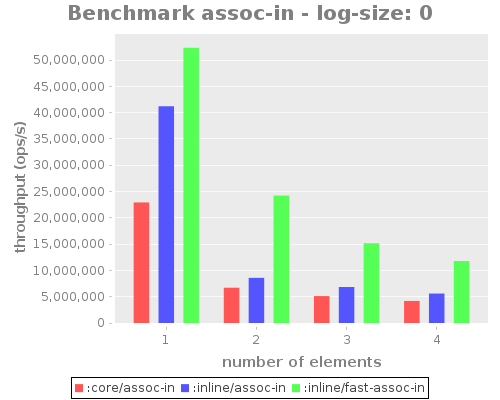 Benchmark assoc-in - log-size: 0
50,000,000
45,000,000
40,000,000
35,000,000
30,000,000
25,000,000
20,000,000
15,000,000
10,000,000
5,000,000
0
throughput (ops/s)
1 2 3 4
number of elements
:core/assoc-in :inline/assoc-in :inline/fast-assoc-in